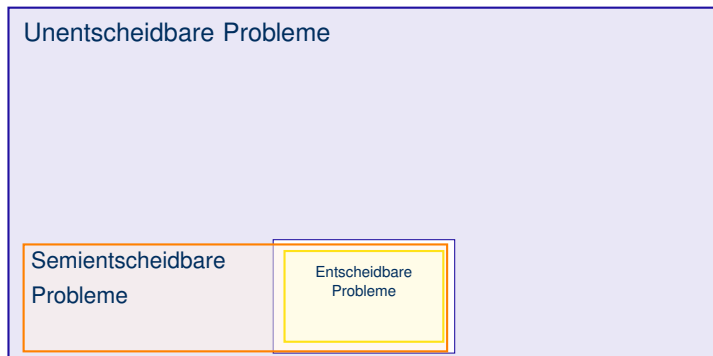 Unentscheidbare Probleme
Semientscheidbare
Probleme
Entscheidbare
Probleme